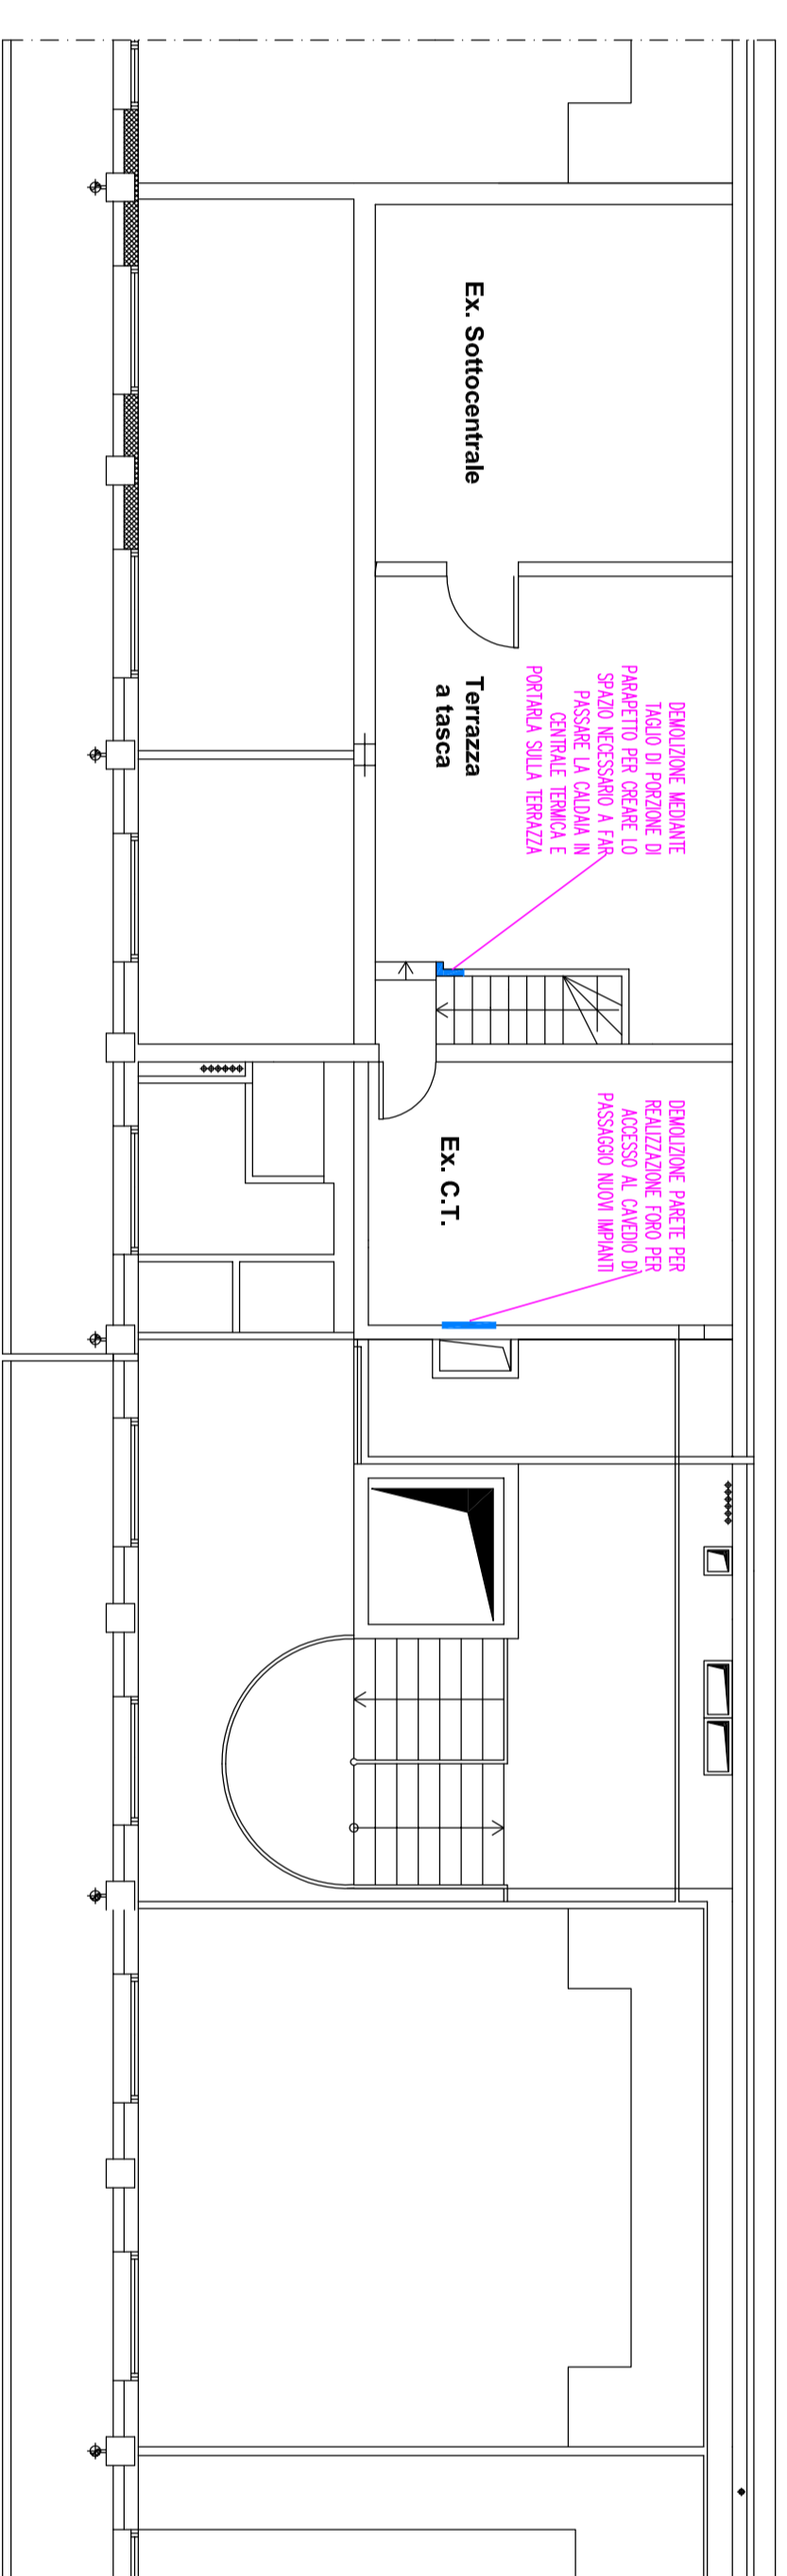 Ex. Sottocentrale
Terrazza
a tasca
DEMOLIZIONE MEDIANTE
TAGLIO DI PORZIONE DI
PARAPETTO PER CREARE LO
SPAZIO NECESSARIO A FAR
PASSARE LA CALDAIA IN
CENTRALE TERMICA E
PORTARLA SULLA TERRAZZA
Ex. C.T.
DEMOLIZIONE PARETE PER
REALIZZAZIONE FORO PER
ACCESSO AL CAVEDIO DI
PASSAGGIO NUOVI IMPIANTI